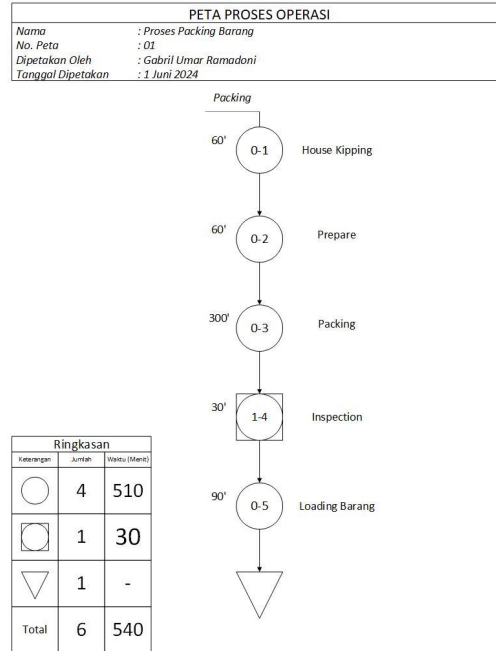 PETA PROSES OPERASI
Nama : Proses Packing Barang
No. Peta : 01
Dipetakan Oleh : Gabril Umar Ramadoni
Tanggal Dipetakan : 1 Juni 2024
Packing
60' 0-1 House Kipping
60' 0-2 Prepare
300' 0-3 Packing
30' 1-4 Inspection
90' 0-5 Loading Barang
Ringkasan
Keterangan Jumlah Waktu (Menit)
4 510
1 30
1 -
Total 6 540